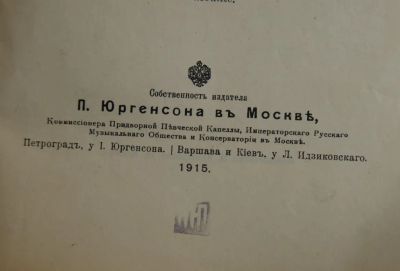 Собственность издателя
П. Юргенсона въ Москвѣ,
Коммиссіонера Придворной Пѣвческой Капеллы, Императорскаго Русскаго
Музыкальнаго Общества и Консерваторіи въ Москвѣ.
Петроградъ, у І. Юргенсона. | Варшава и Кіевъ, у Л. Идзиковскаго.
1915.